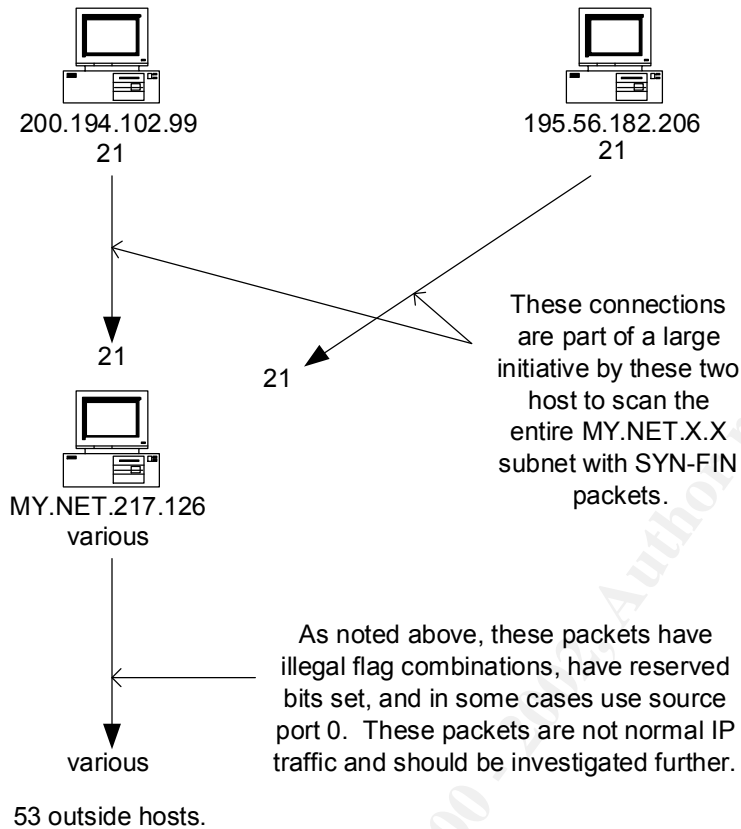 200.194.102.99
21
195.56.182.206
21
These connections
are part of a large
initiative by these two
host to scan the
entire MY.NET.X.X
subnet with SYN-FIN
packets.
21
21
MY.NET.217.126
various
As noted above, these packets have
illegal flag combinations, have reserved
bits set, and in some cases use source
port 0. These packets are not normal IP
traffic and should be investigated further.
various
53 outside hosts.